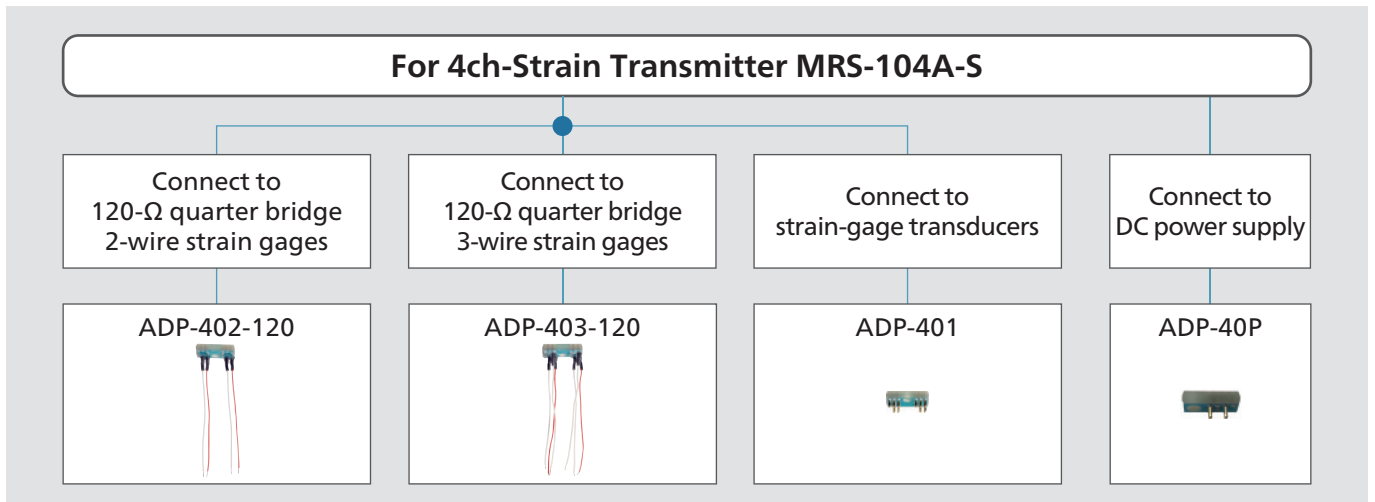 For 4ch-Strain Transmitter MRS-104A-S
Connect to
120-Ω quarter bridge
2-wire strain gages
Connect to
120-Ω quarter bridge
3-wire strain gages
Connect to
strain-gage transducers
Connect to
DC power supply
ADP-402-120
ADP-403-120
ADP-401
ADP-40P